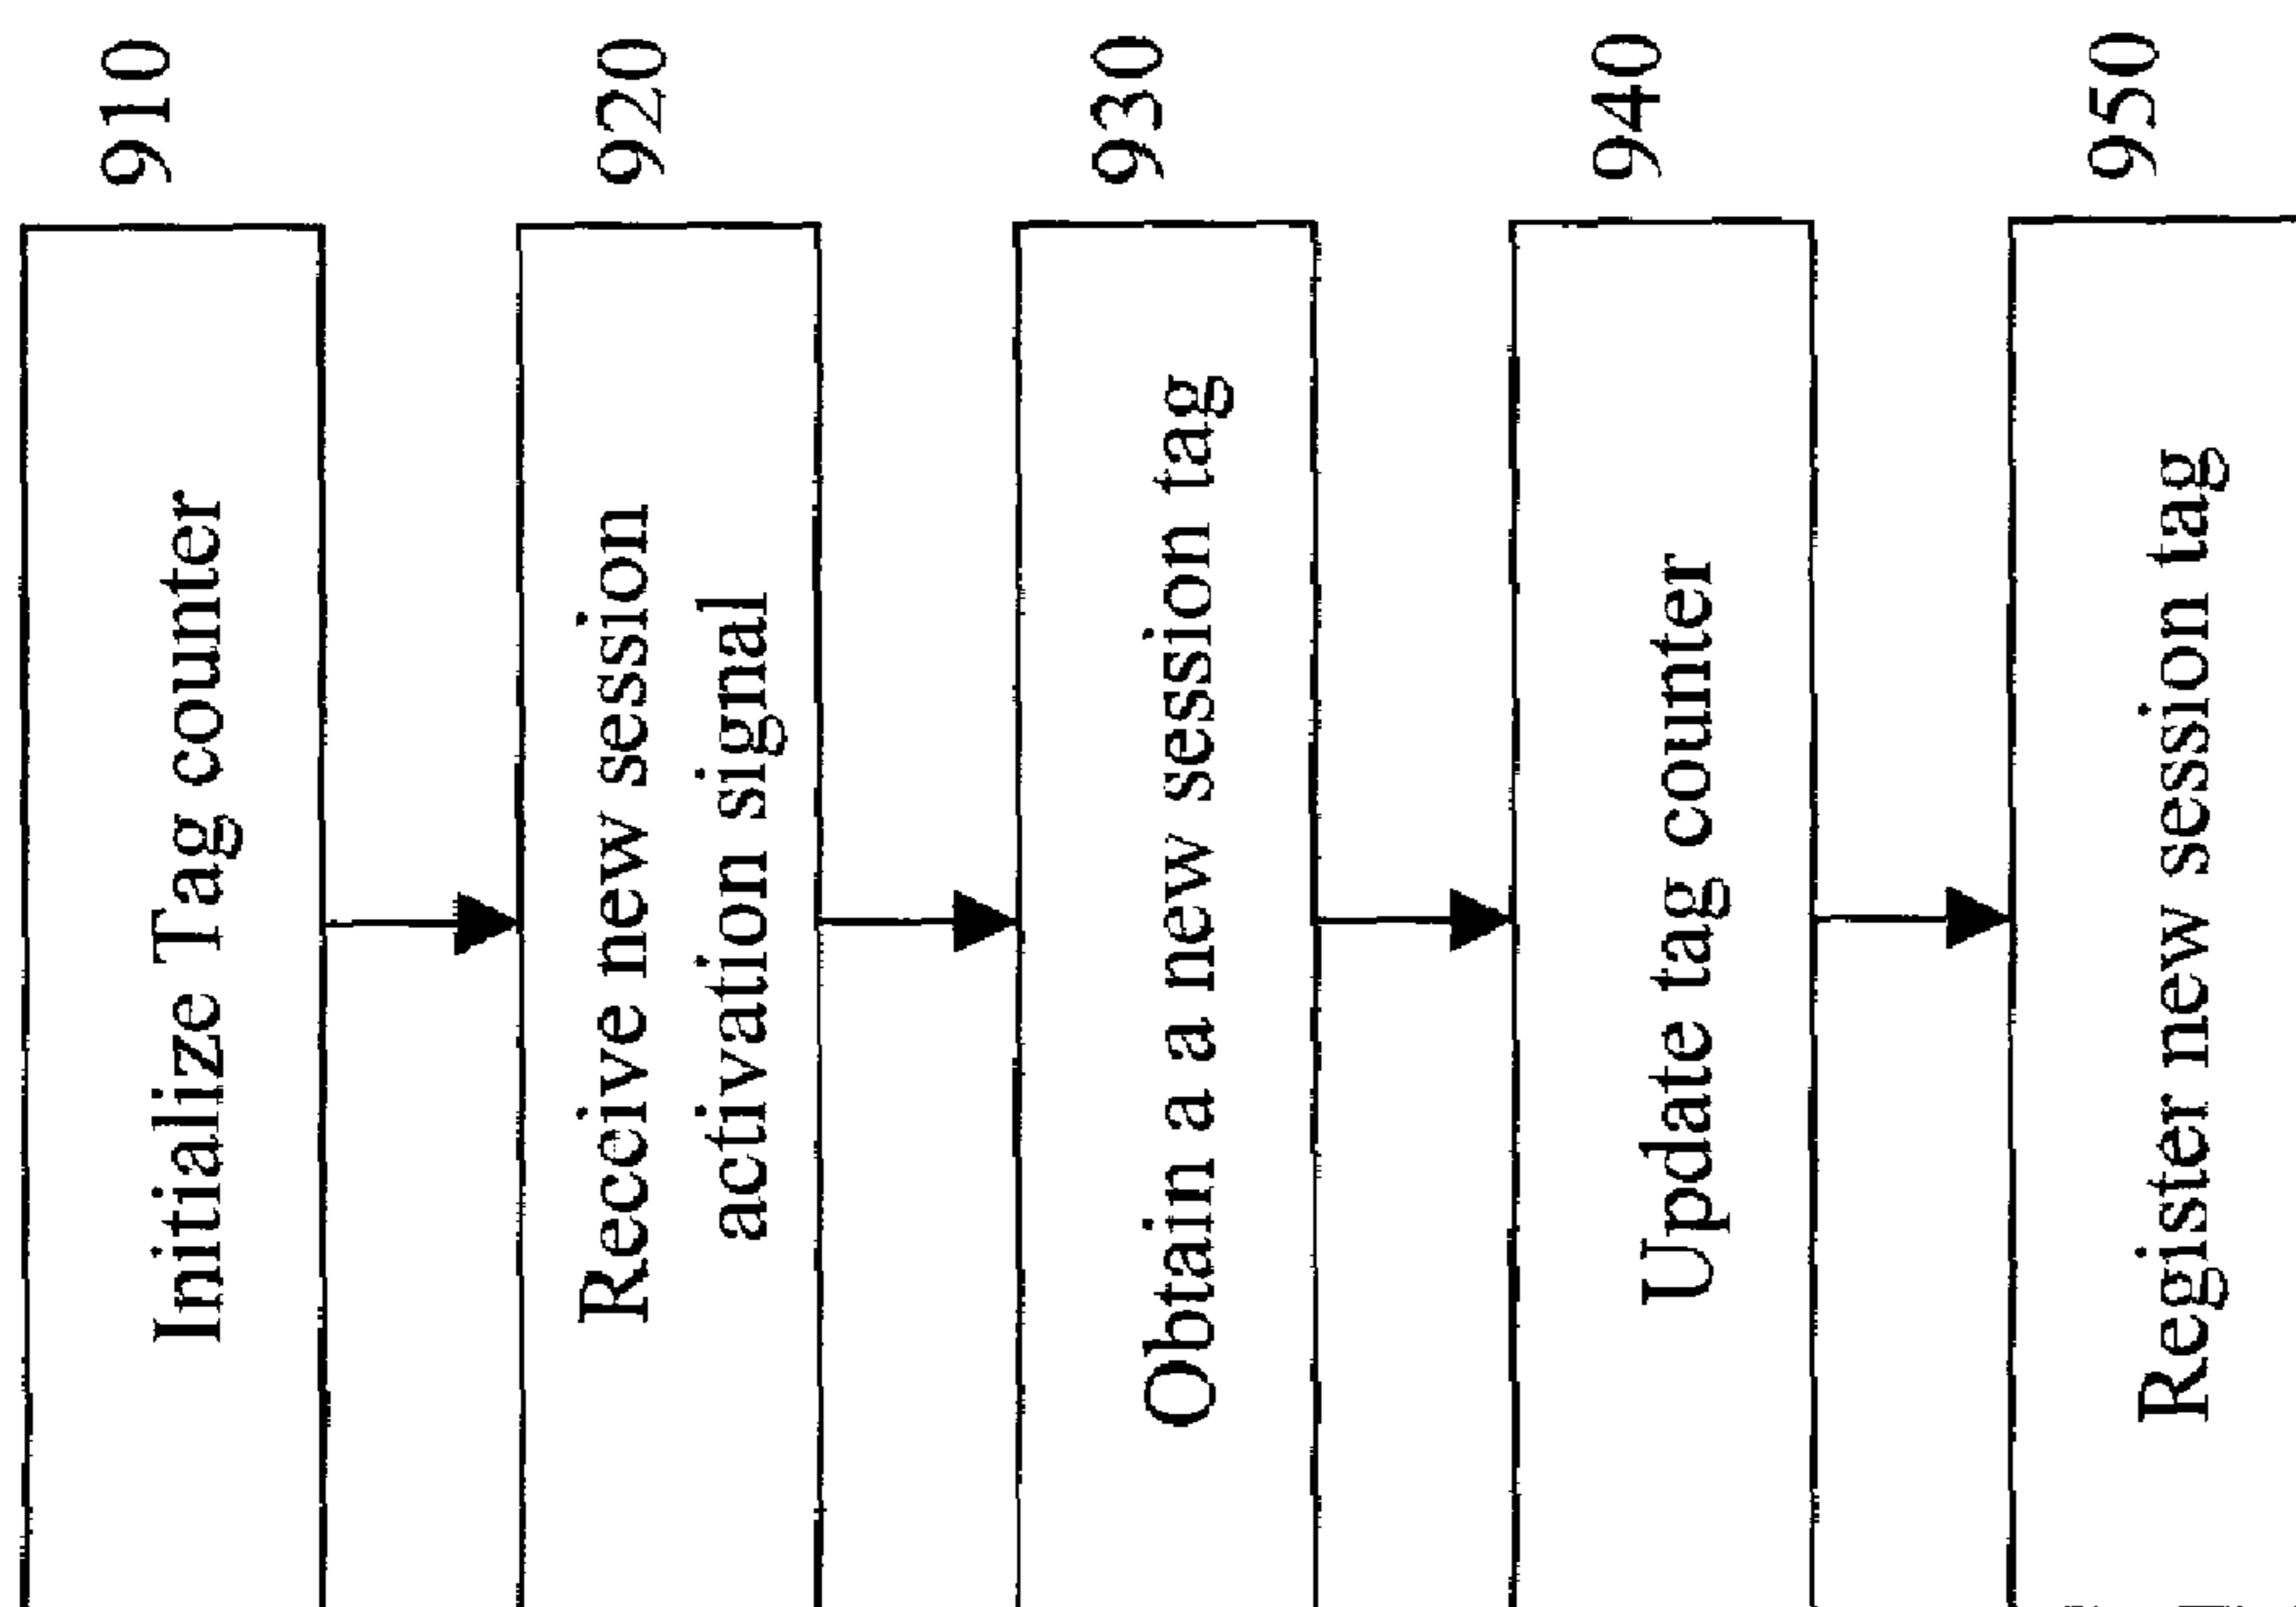 Initialize Tag counter
910
Receive new session
activation signal
920
Obtain a a new session tag
930
Update tag counter
940
Register new session tag
950